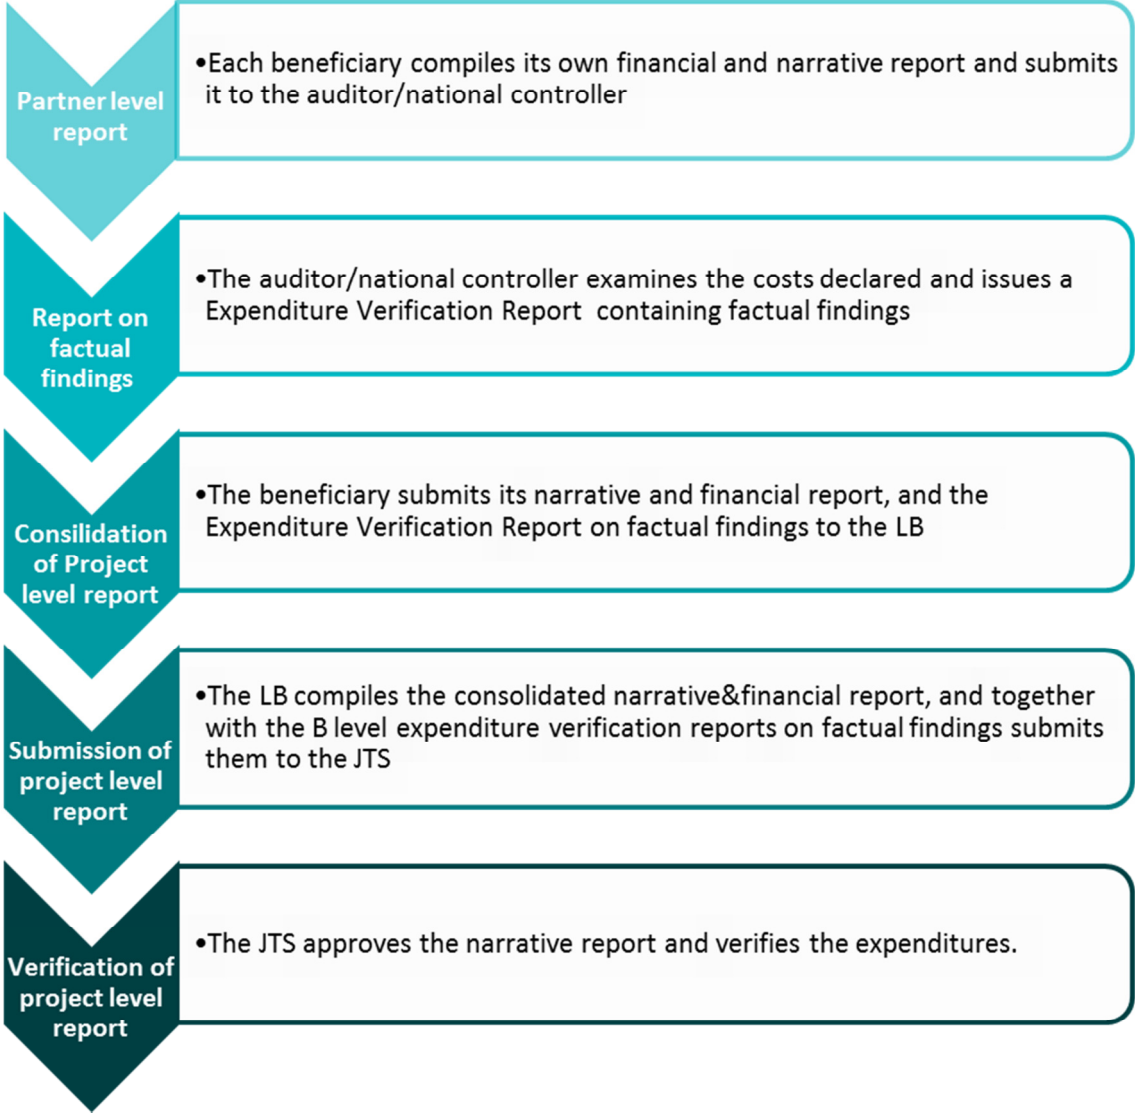 Partner level
report
•Each beneficiary compiles its own financial and narrative report and submits
it to the auditor/national controller
Report on
factual
findings
•The auditor/national controller examines the costs declared and issues a
Expenditure Verification Report containing factual findings
Consilidation
of Project
level report
•The beneficiary submits its narrative and financial report, and the
Expenditure Verification Report on factual findings to the LB
Submission of
project level
report
•The LB compiles the consolidated narrative&financial report, and together
with the B level expenditure verification reports on factual findings submits
them to the JTS
Verification of
project level
report
•The JTS approves the narrative report and verifies the expenditures.